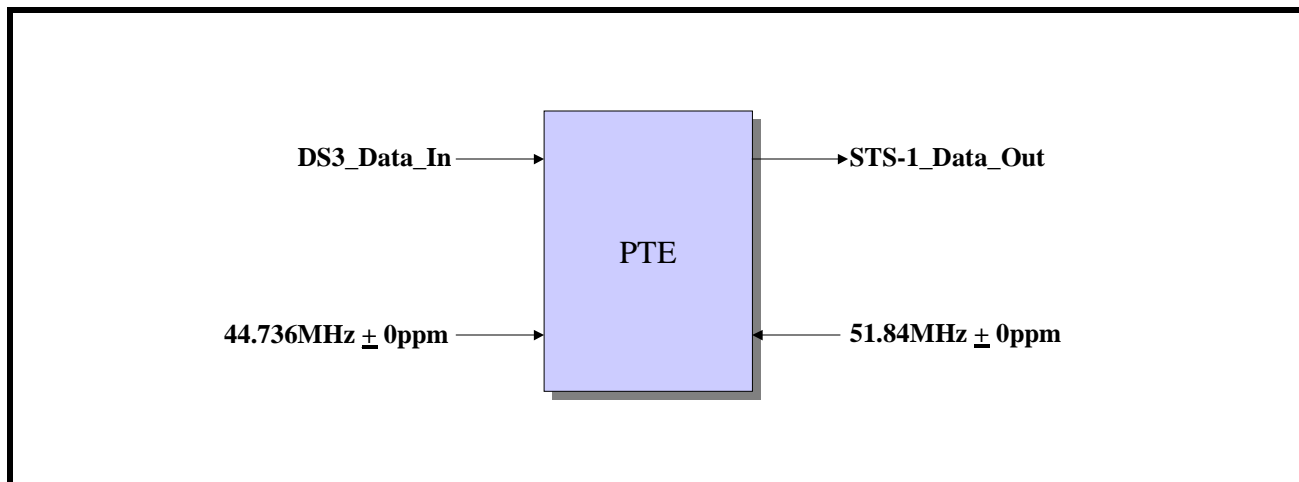 DS3_Data_In
STS-1_Data_Out
PTE
44.736MHz ± 0ppm
51.84MHz ± 0ppm